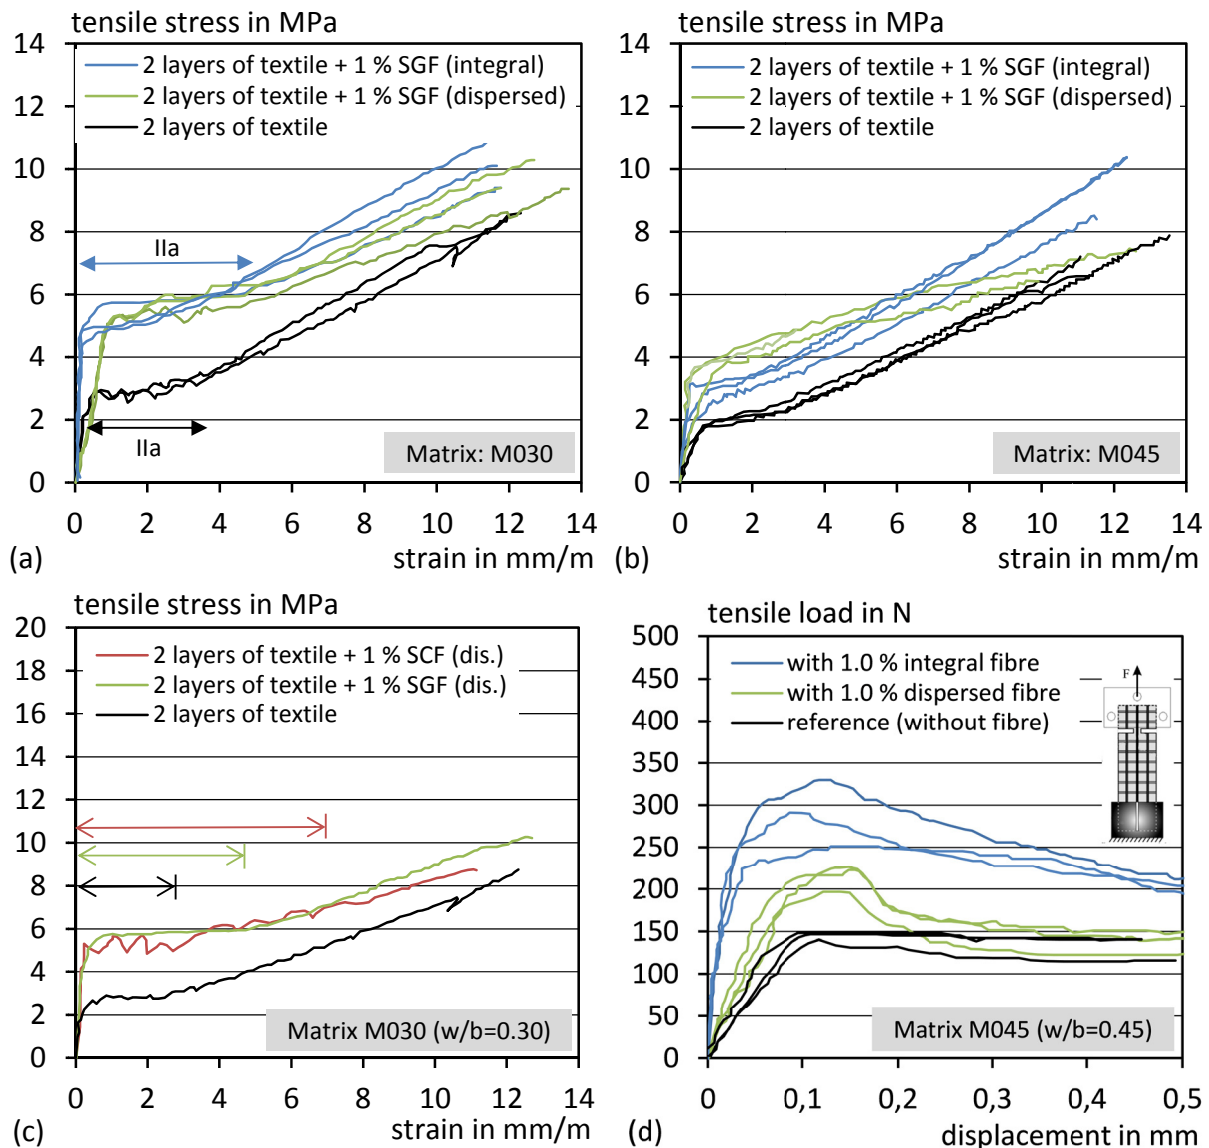 tensile stress in MPa
14
12
10
8
6
4
2
0
2 layers of textile + 1 % SGF (integral)
2 layers of textile + 1 % SGF (dispersed)
2 layers of textile
IIa
IIa
Matrix: M030
0 2 4 6 8 10 12 14
(a) strain in mm/m
tensile stress in MPa
14
12
10
8
6
4
2
0
2 layers of textile + 1 % SGF (integral)
2 layers of textile + 1 % SGF (dispersed)
2 layers of textile
Matrix: M045
0 2 4 6 8 10 12 14
(b) strain in mm/m
tensile stress in MPa
20
18
16
14
12
10
8
6
4
2
0
2 layers of textile + 1 % SCF (dis.)
2 layers of textile + 1 % SGF (dis.)
2 layers of textile
Matrix M030 (w/b=0.30)
0 2 4 6 8 10 12 14
(c) strain in mm/m
tensile load in N
500
450
400
350
300
250
200
150
100
50
0
with 1.0 % integral fibre
with 1.0 % dispersed fibre
reference (without fibre)
F
Matrix M045 (w/b=0.45)
0 0,1 0,2 0,3 0,4 0,5
(d) displacement in mm